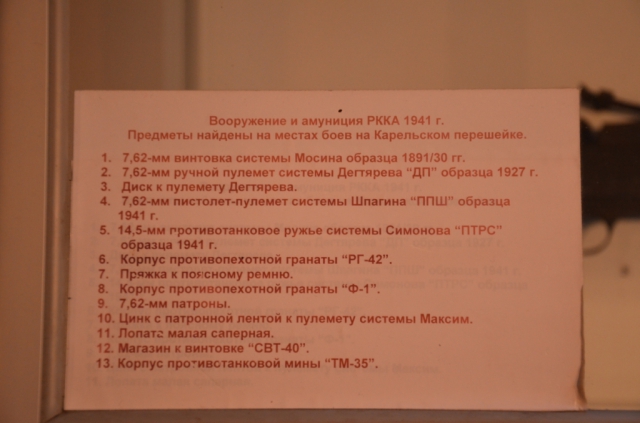 Вооружение и амуниция РККА 1941 г.
Предметы найдены на местах боев на Карельском перешейке.
1. 7,62-мм винтовка системы Мосина образца 1891/30 гг.
2. 7,62-мм ручной пулемет системы Дегтярева "ДП" образца 1927 г.
3. Диск к пулемету Дегтярева.
4. 7,62-мм пистолет-пулемет системы Шпагина "ППШ" образца
1941 г.
5. 14,5-мм противотанковое ружье системы Симонова "ПТРС"
образца 1941 г.
6. Корпус противопехотной гранаты "РГ-42".
7. Пряжка к поясному ремню.
8. Корпус противопехотной гранаты "Ф-1".
9. 7,62-мм патроны.
10. Цинк с патронной лентой к пулемету системы Максим.
11. Лопата малая саперная.
12. Магазин к винтовке "СВТ-40".
13. Корпус противотанковой мины "ТМ-35".